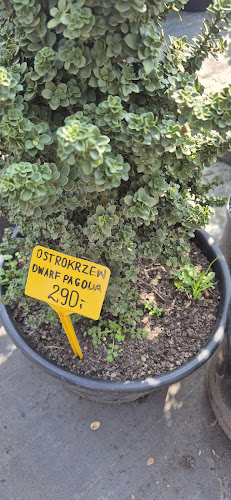 OSTROKRZEW
DWARF PAGODA
290,-